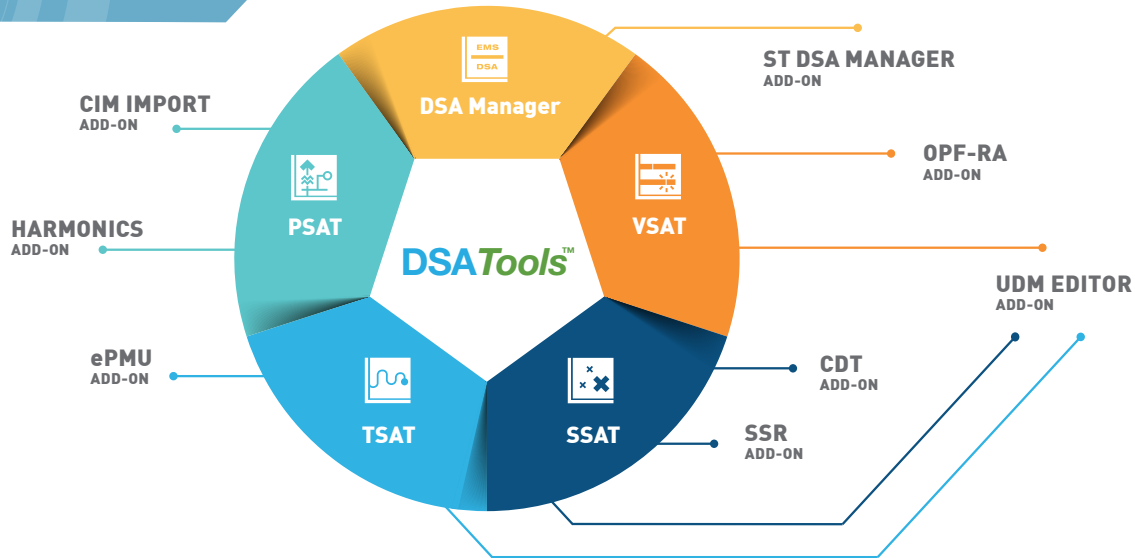 EMS
DSA
DSA Manager
ST DSA MANAGER
ADD-ON
CIM IMPORT
ADD-ON
OPF-RA
ADD-ON
PSAT
VSAT
HARMONICS
ADD-ON
DSATools™
UDM EDITOR
ADD-ON
ePMU
ADD-ON
CDT
ADD-ON
TSAT
SSAT
SSR
ADD-ON